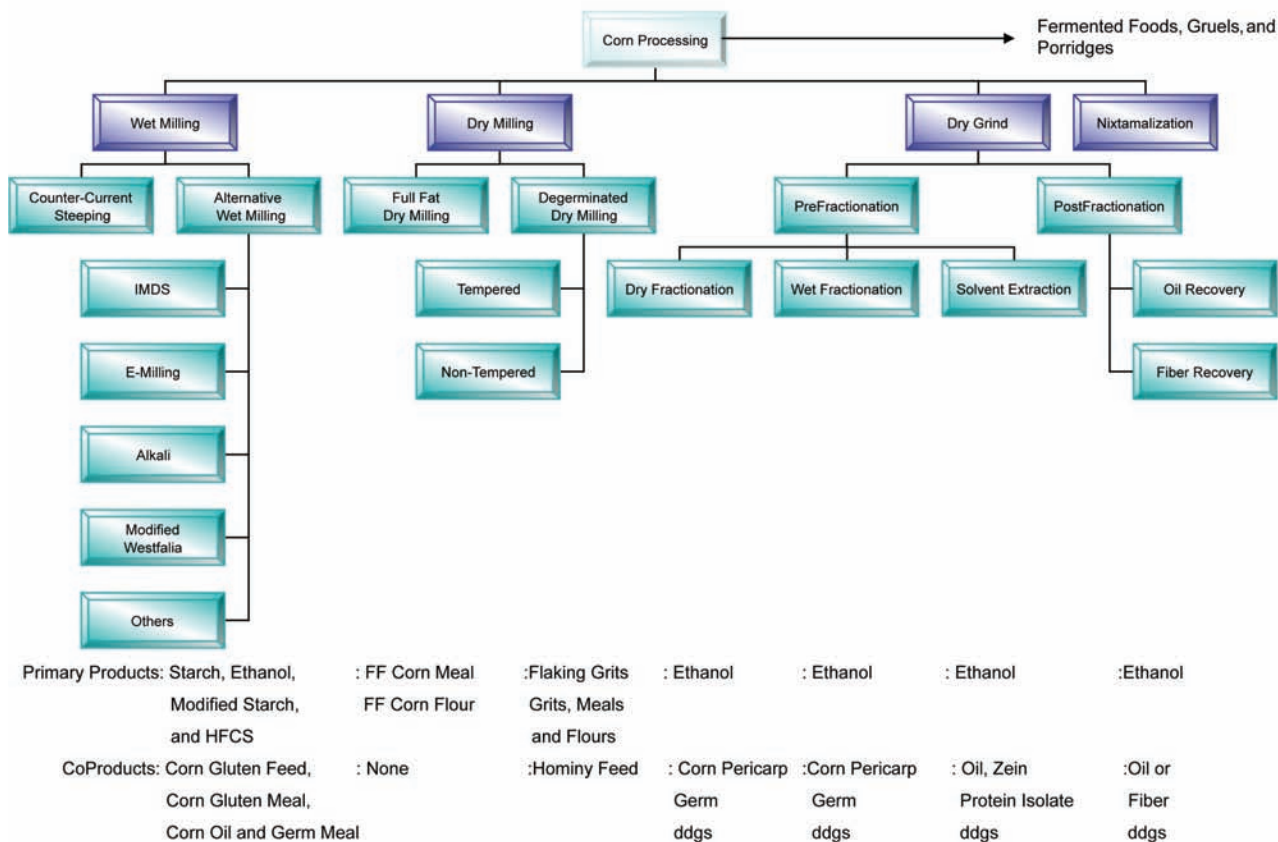 Corn Processing
Fermented Foods, Gruels, and
Porridges
Wet Milling
Dry Milling
Dry Grind
Nixtamalization
Counter-Current
Steeping
Alternative
Wet Milling
Full Fat
Dry Milling
Degerminated
Dry Milling
PreFractionation
PostFractionation
IMDS
Tempered
Dry Fractionation
Wet Fractionation
Solvent Extraction
Oil Recovery
E-Milling
Non-Tempered
Fiber Recovery
Alkali
Modified
Westfalia
Others
Primary Products: Starch, Ethanol, : FF Corn Meal :Flaking Grits : Ethanol : Ethanol : Ethanol :Ethanol
Modified Starch, FF Corn Flour Grits, Meals
and HFCS and Flours
CoProducts: Corn Gluten Feed, : None :Hominy Feed : Corn Pericarp :Corn Pericarp : Oil, Zein :Oil or
Corn Gluten Meal, Germ Germ Protein Isolate Fiber
Corn Oil and Germ Meal ddgs ddgs ddgs ddgs